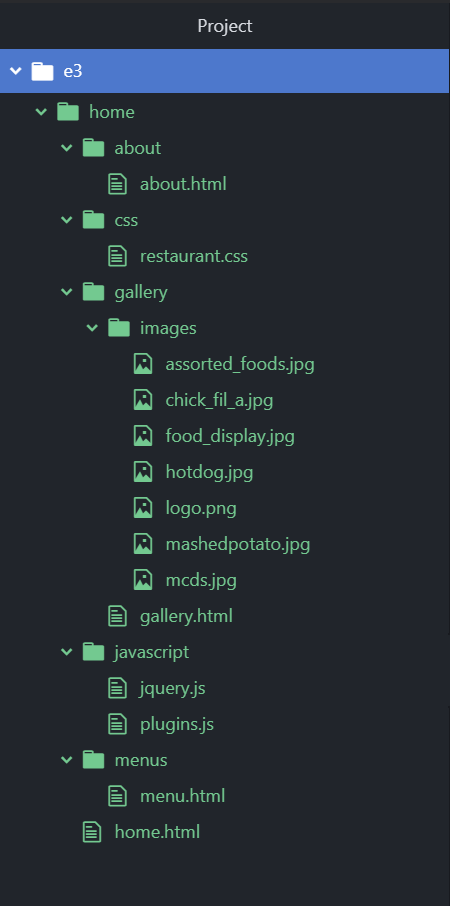 Project
e3
home
about
about.html
css
restaurant.css
gallery
images
assorted_foods.jpg
chick_fil_a.jpg
food_display.jpg
hotdog.jpg
logo.png
mashedpotato.jpg
mcds.jpg
gallery.html
javascript
jquery.js
plugins.js
menus
menu.html
home.html